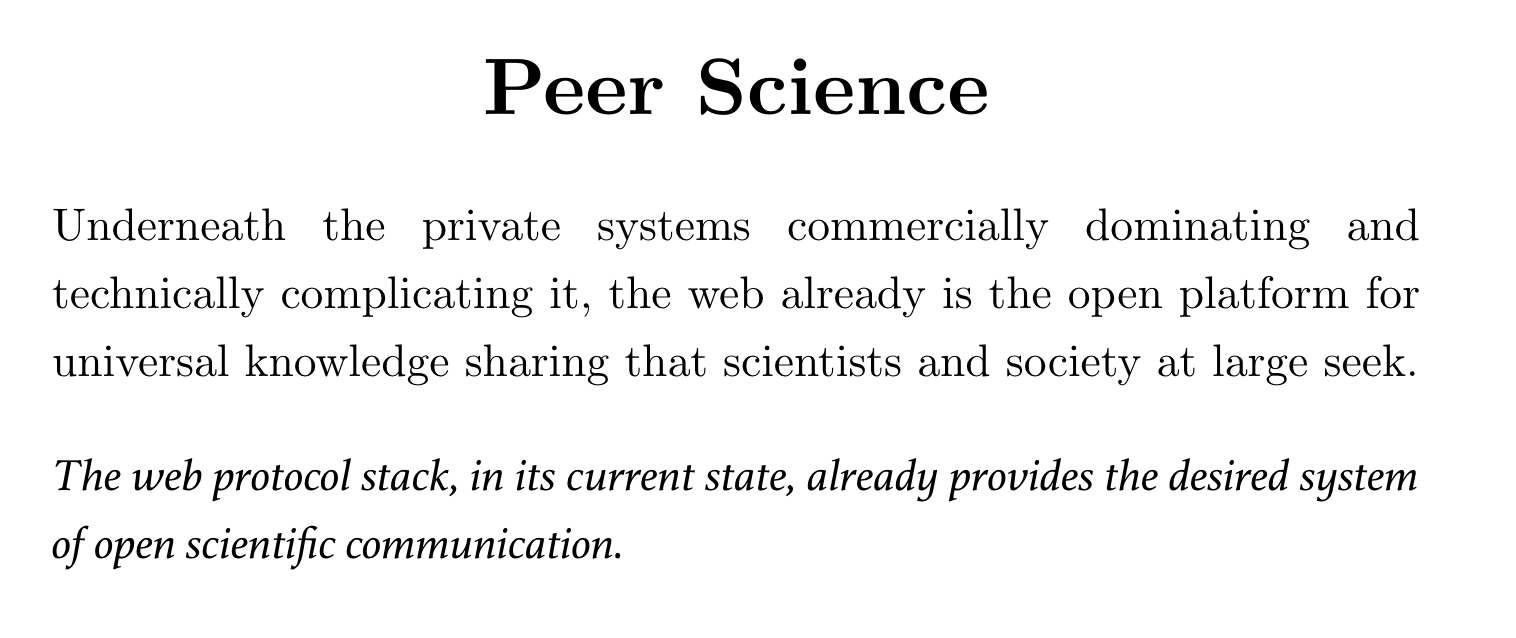 Peer Science
Underneath the private systems commercially dominating and
technically complicating it, the web already is the open platform for
universal knowledge sharing that scientists and society at large seek.
The web protocol stack, in its current state, already provides the desired system
of open scientific communication.